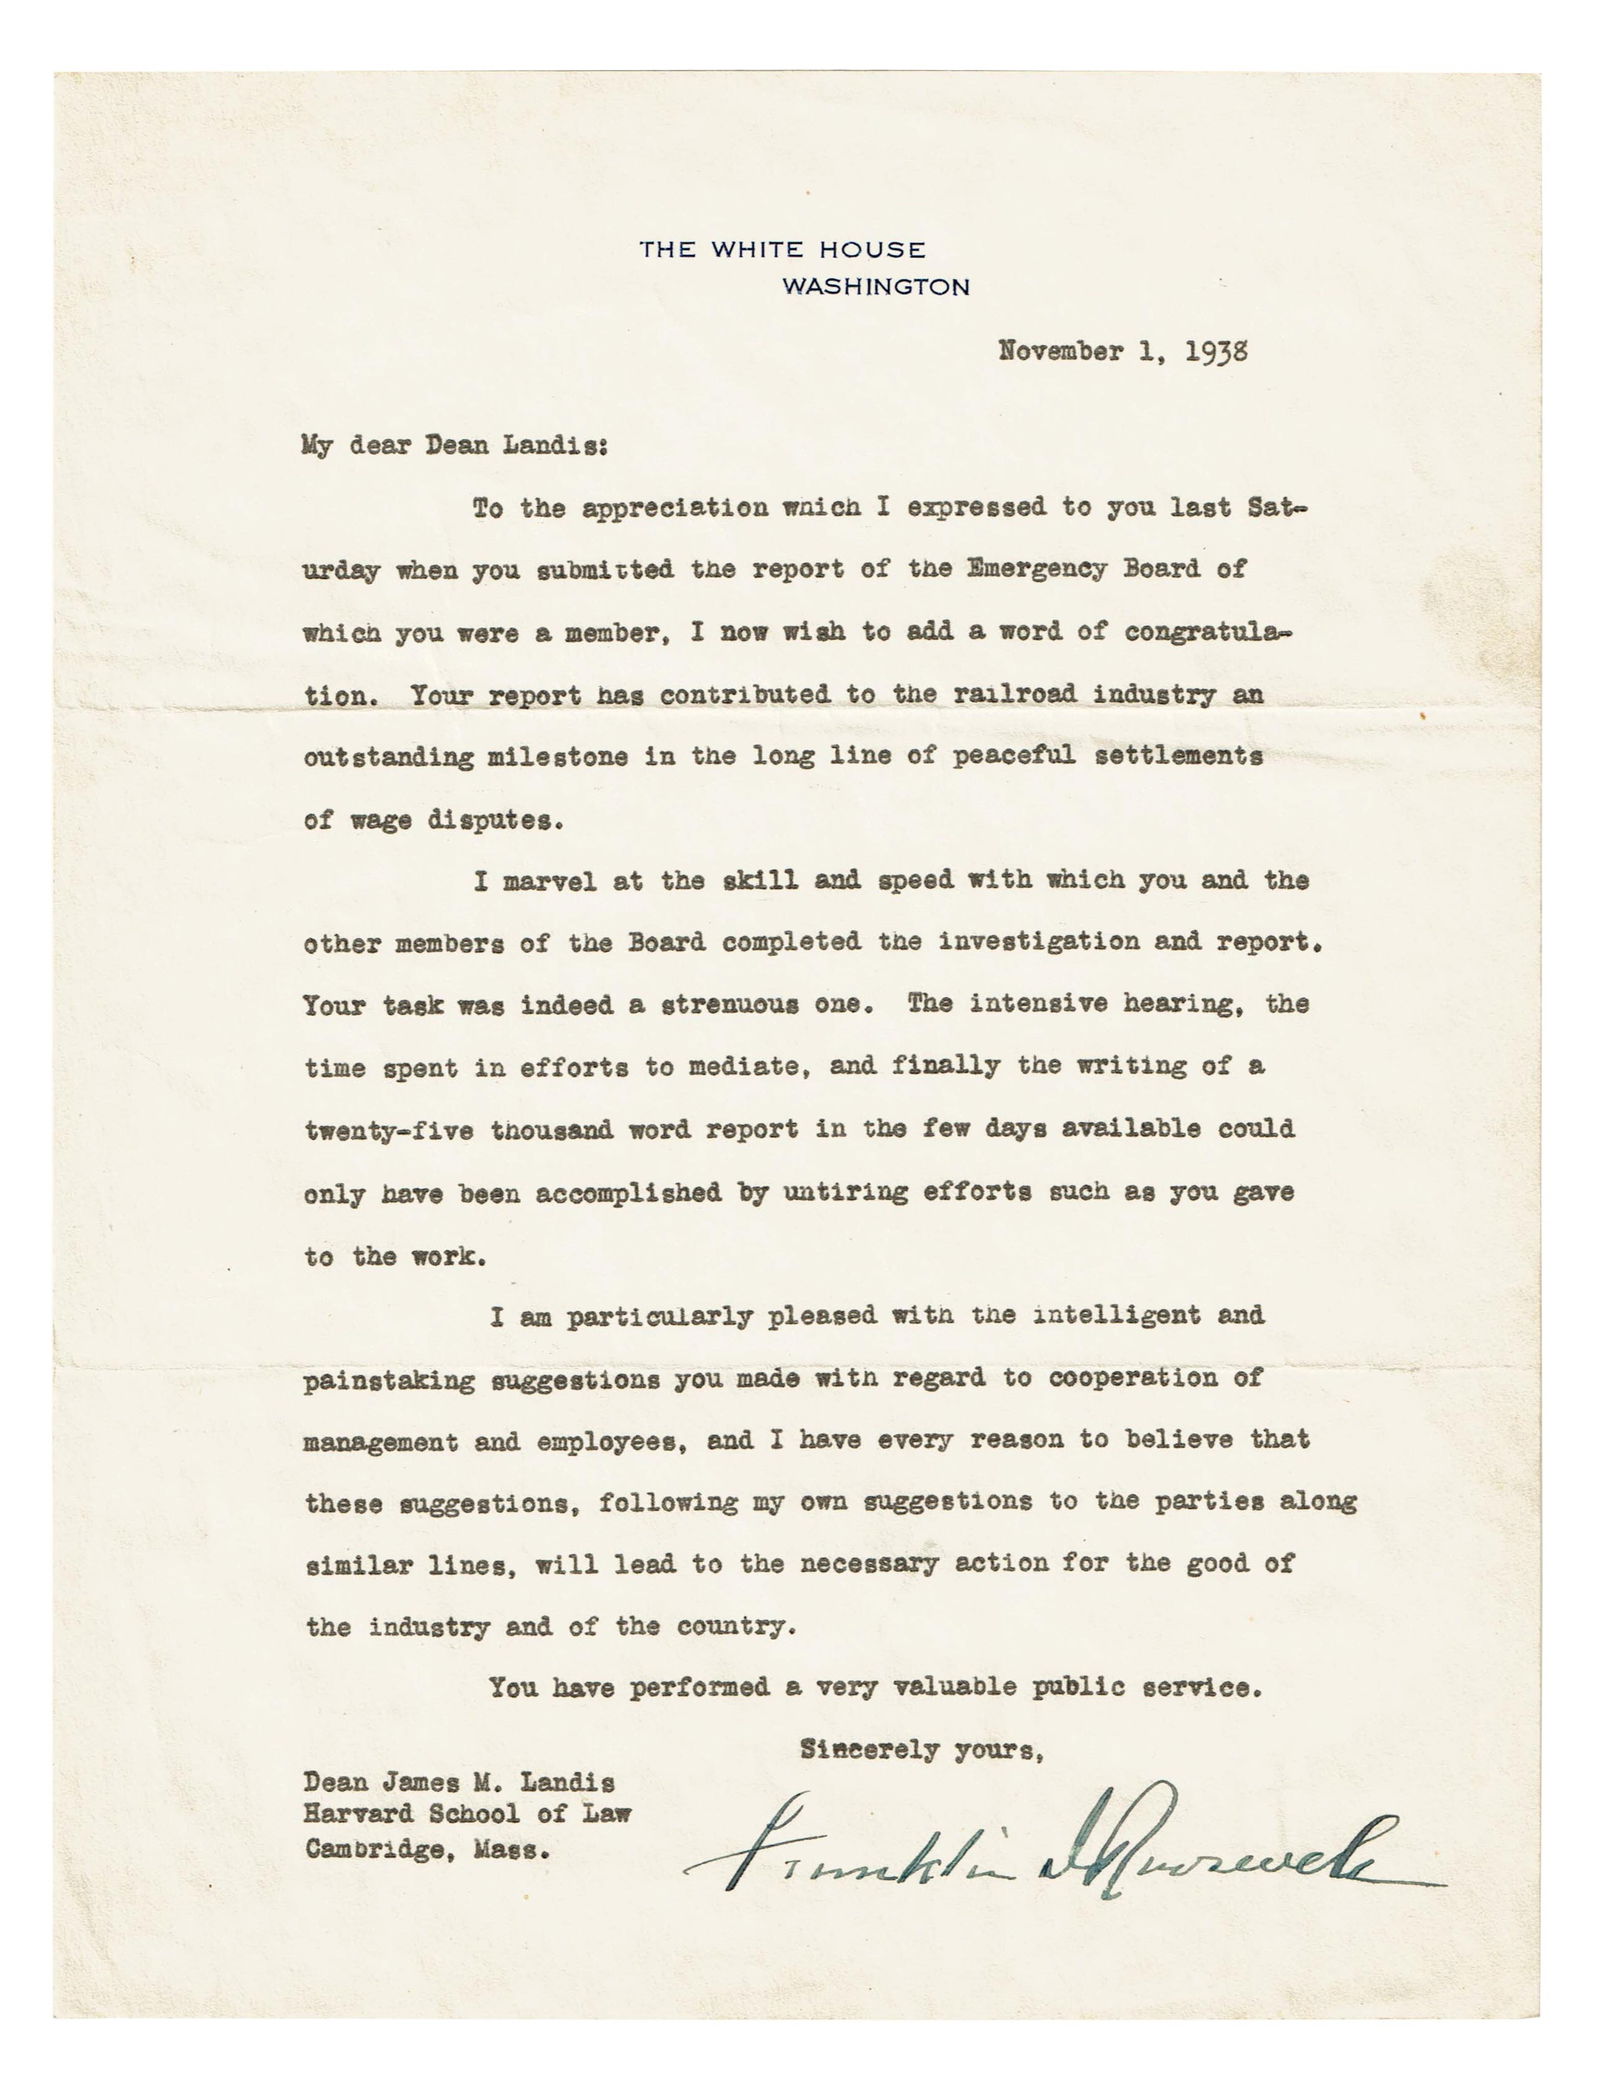 THE WHITE HOUSE
WASHINGTON
November 1, 1938
My dear Dean Landis:
To the appreciation which I expressed to you last Sat-
urday when you submitted the report of the Emergency Board of
which you were a member, I now wish to add a word of congratula-
tion. Your report has contributed to the railroad industry an
outstanding milestone in the long line of peaceful settlements
of wage disputes.
I marvel at the skill and speed with which you and the
other members of the Board completed the investigation and report.
Your task was indeed a strenuous one. The intensive hearing, the
time spent in efforts to mediate, and finally the writing of a
twenty-five thousand word report in the few days available could
only have been accomplished by untiring efforts such as you gave
to the work.
I am particularly pleased with the intelligent and
painstaking suggestions you made with regard to cooperation of
management and employees, and I have every reason to believe that
these suggestions, following my own suggestions to the parties along
similar lines, will lead to the necessary action for the good of
the industry and of the country.
You have performed a very valuable public service.
Sincerely yours,
Dean James M. Landis
Harvard School of Law
Cambridge, Mass.
Franklin D Roosevelt